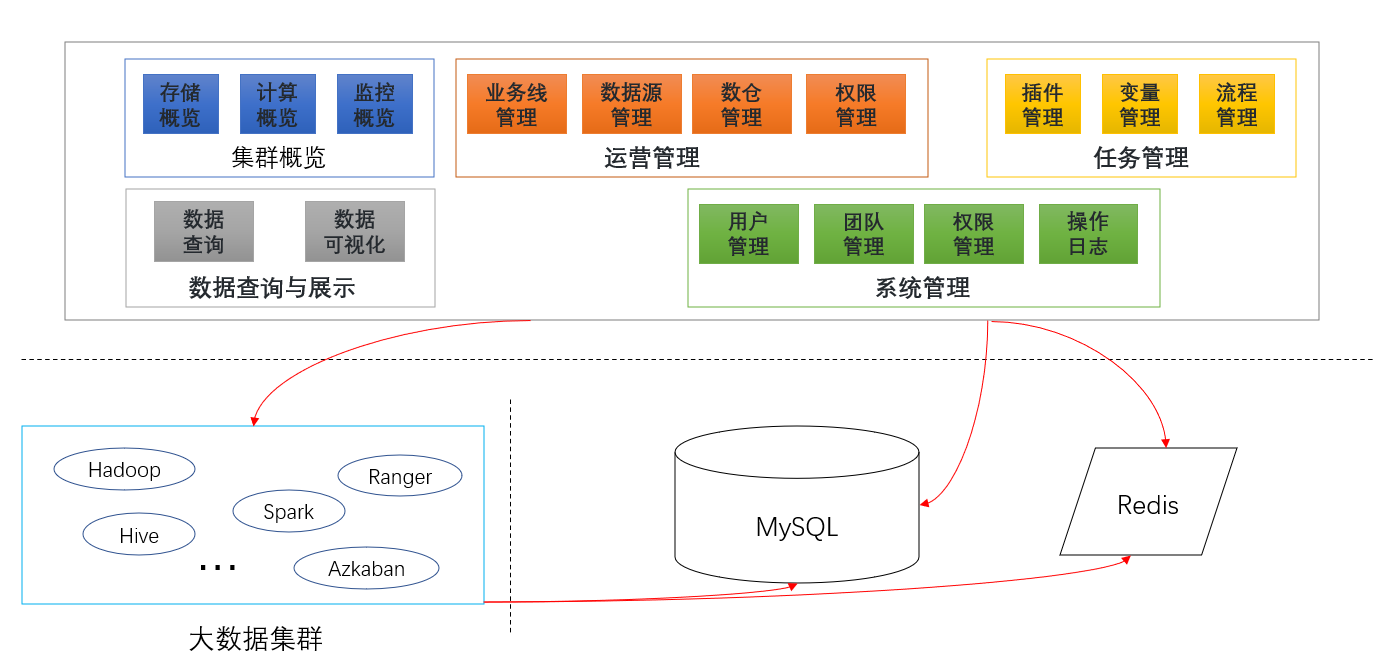 存储
概览
计算
概览
监控
概览
集群概览
业务线
管理
数据源
管理
数仓
管理
权限
管理
运营管理
插件
管理
变量
管理
流程
管理
任务管理
数据
查询
数据
可视化
数据查询与展示
用户
管理
团队
管理
权限
管理
操作
日志
系统管理
Hadoop
Ranger
Spark
Hive
...
Azkaban
大数据集群
MySQL
Redis